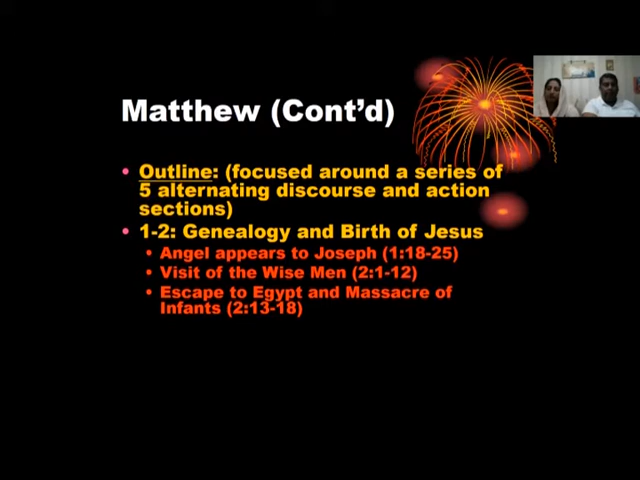 Matthew (Cont'd)
• Outline: (focused around a series of
5 alternating discourse and action
sections)
• 1-2: Genealogy and Birth of Jesus
• Angel appears to Joseph (1:18-25)
• Visit of the Wise Men (2:1-12)
• Escape to Egypt and Massacre of
Infants (2:13-18)